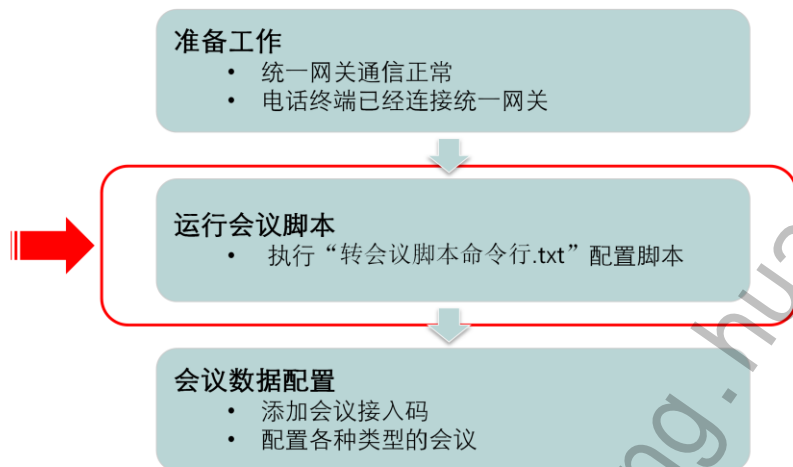 准备工作
• 统一网关通信正常
• 电话终端已经连接统一网关
运行会议脚本
• 执行“转会议脚本命令行.txt”配置脚本
会议数据配置
• 添加会议接入码
• 配置各种类型的会议
ng.hua